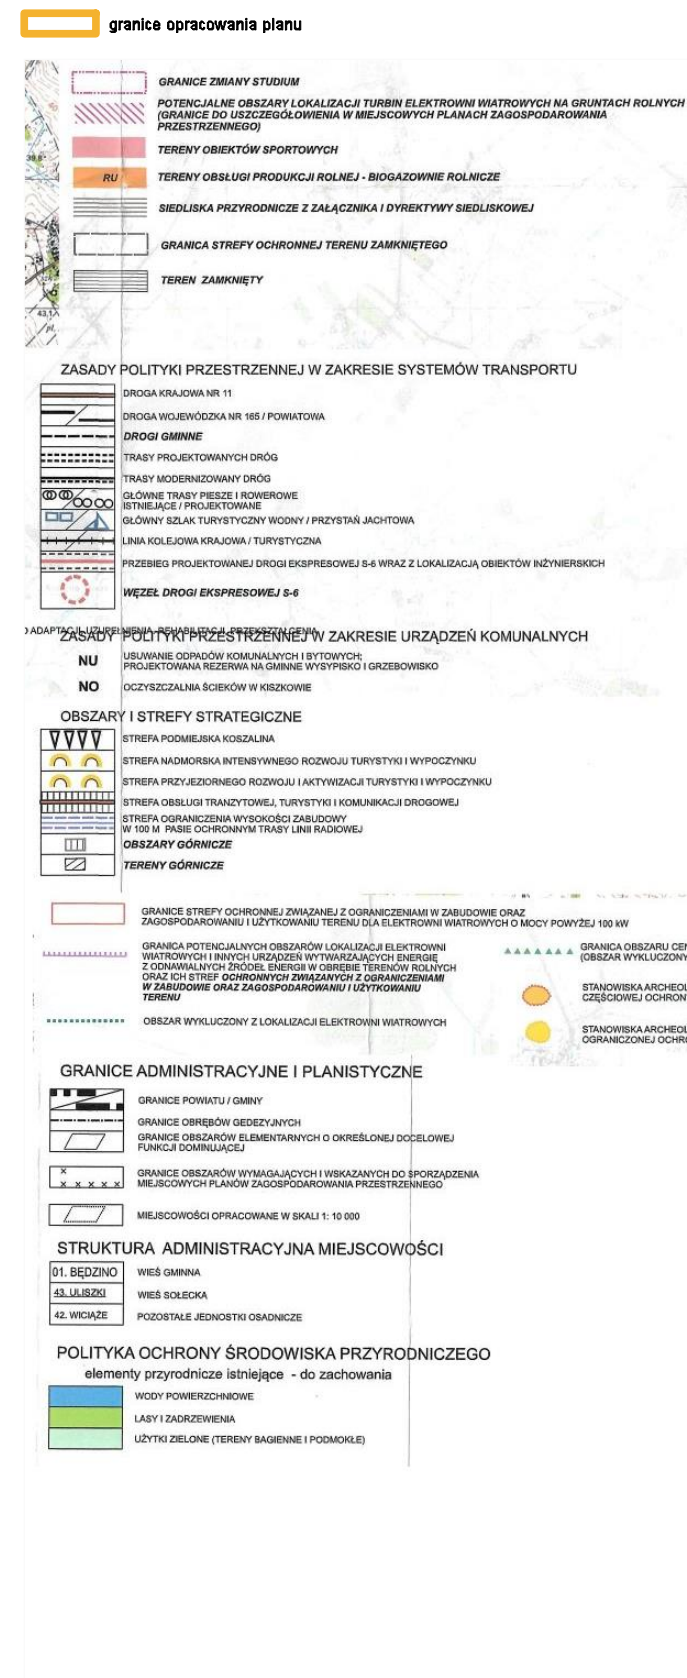 granice opracowania planu
GRANICE ZMIANY STUDIUM
POTENCJALNE OBSZARY LOKALIZACJI TURBIN ELEKTROWNI WIATROWYCH NA GRUNTACH ROLNYCH
(GRANICE DO USZCZEGÓŁOWIENIA W MIEJSCOWYCH PLANACH ZAGOSPODAROWANIA
PRZESTRZENNEGO)
TERENY OBIEKTÓW SPORTOWYCH
RU TERENY OBSŁUGI PRODUKCJI ROLNEJ - BIOGAZOWNIE ROLNICZE
SIEDLISKA PRZYRODNICZE Z ZAŁĄCZNIKA I DYREKTYWY SIEDLISKOWEJ
GRANICA STREFY OCHRONNEJ TERENU ZAMKNIĘTEGO
TEREN ZAMKNIĘTY
ZASADY POLITYKI PRZESTRZENNEJ W ZAKRESIE SYSTEMÓW TRANSPORTU
DROGA KRAJOWA NR 11
DROGA WOJEWÓDZKA NR 165 / POWIATOWA
DROGI GMINNE
TRASY PROJEKTOWANYCH DRÓG
TRASY MODERNIZOWANY DRÓG
GŁÓWNE TRASY PIESZE I ROWEROWE
ISTNIEJĄCE / PROJEKTOWANE
GŁÓWNY SZLAK TURYSTYCZNY WODNY / PRZYSTAŃ JACHTOWA
LINIA KOLEJOWA KRAJOWA / TURYSTYCZNA
PRZEBIEG PROJEKTOWANEJ DROGI EKSPRESOWEJ S-6 WRAZ Z LOKALIZACJĄ OBIEKTÓW INŻYNIERSKICH
WĘZEŁ DROGI EKSPRESOWEJ S-6
ZASADY POLITYKI PRZESTRZENNEJ W ZAKRESIE URZĄDZEŃ KOMUNALNYCH
NU USUWANIE ODPADÓW KOMUNALNYCH I BYTOWYCH;
PROJEKTOWANA REZERWA NA GMINNE WYSYPISKO I GRZEBOWISKO
NO OCZYSZCZALNIA ŚCIEKÓW W KISZKOWIE
OBSZARY I STREFY STRATEGICZNE
STREFA PODMIEJSKA KOSZALINA
STREFA NADMORSKA INTENSYWNEGO ROZWOJU TURYSTYKI I WYPOCZYNKU
STREFA PRZYJEZIORNEGO ROZWOJU I AKTYWIZACJI TURYSTYKI I WYPOCZYNKU
STREFA OBSŁUGI TRANZYTOWEJ, TURYSTYKI I KOMUNIKACJI DROGOWEJ
STREFA OGRANICZENIA WYSOKOŚCI ZABUDOWY
W 100 M PASIE OCHRONNYM TRASY LINII RADIOWEJ
OBSZARY GÓRNICZE
TERENY GÓRNICZE
GRANICE STREFY OCHRONNEJ ZWIĄZANEJ Z OGRANICZENIAMI W ZABUDOWIE ORAZ
ZAGOSPODAROWANIU I UŻYTKOWANIU TERENU DLA ELEKTROWNI WIATROWYCH O MOCY POWYŻEJ 100 kW
GRANICA POTENCJALNYCH OBSZARÓW LOKALIZACJI ELEKTROWNI
WIATROWYCH I INNYCH URZĄDZEŃ WYTWARZAJĄCYCH ENERGIĘ
Z ODNAWIALNYCH ŹRÓDEŁ ENERGII W OBRĘBIE TERENÓW ROLNYCH
ORAZ ICH STREF OCHRONNYCH ZWIĄZANYCH Z OGRANICZENIAMI
W ZABUDOWIE ORAZ ZAGOSPODAROWANIU I UŻYTKOWANIU
TERENU
OBSZAR WYKLUCZONY Z LOKALIZACJI ELEKTROWNI WIATROWYCH
GRANICA OBSZARU CEN
(OBSZAR WYKLUCZONY
STANOWISKA ARCHEOL
CZĘŚCIOWEJ OCHRON
STANOWISKA ARCHEOL
OGRANICZONEJ OCHRO
GRANICE ADMINISTRACYJNE I PLANISTYCZNE
GRANICE POWIATU / GMINY
GRANICE OBRĘBÓW GEDEZYJNYCH
GRANICE OBSZARÓW ELEMENTARNYCH O OKREŚLONEJ DOCELOWEJ
FUNKCJI DOMINUJĄCEJ
GRANICE OBSZARÓW WYMAGAJĄCYCH I WSKAZANYCH DO SPORZĄDZENIA
MIEJSCOWYCH PLANÓW ZAGOSPODAROWANIA PRZESTRZENNEGO
MIEJSCOWOŚCI OPRACOWANE W SKALI 1: 10 000
STRUKTURA ADMINISTRACYJNA MIEJSCOWOŚCI
01. BĘDZINO WIEŚ GMINNA
43. ULISZKI WIEŚ SOŁECKA
42. WICIĄŻE POZOSTAŁE JEDNOSTKI OSADNICZE
POLITYKA OCHRONY ŚRODOWISKA PRZYRODNICZEGO
elementy przyrodnicze istniejące - do zachowania
WODY POWIERZCHNIOWE
LASY I ZADRZEWIENIA
UŻYTKI ZIELONE (TERENY BAGIENNE I PODMOKŁE)